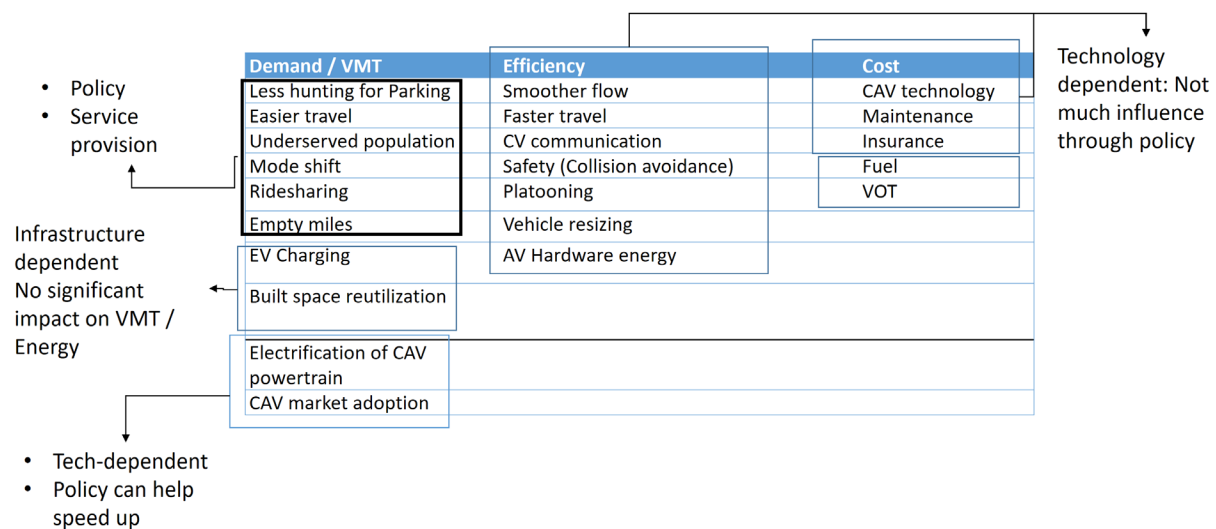 Demand / VMT
Efficiency
Cost
Less hunting for Parking
Smoother flow
CAV technology
Easier travel
Faster travel
Maintenance
Underserved population
CV communication
Insurance
Mode shift
Safety (Collision avoidance)
Fuel
Ridesharing
Platooning
VOT
Empty miles
Vehicle resizing
EV Charging
AV Hardware energy
Built space reutilization
Electrification of CAV
powertrain
CAV market adoption
• Policy
• Service
provision
Infrastructure
dependent
No significant
impact on VMT /
Energy
• Tech-dependent
• Policy can help
speed up
Technology
dependent: Not
much influence
through policy